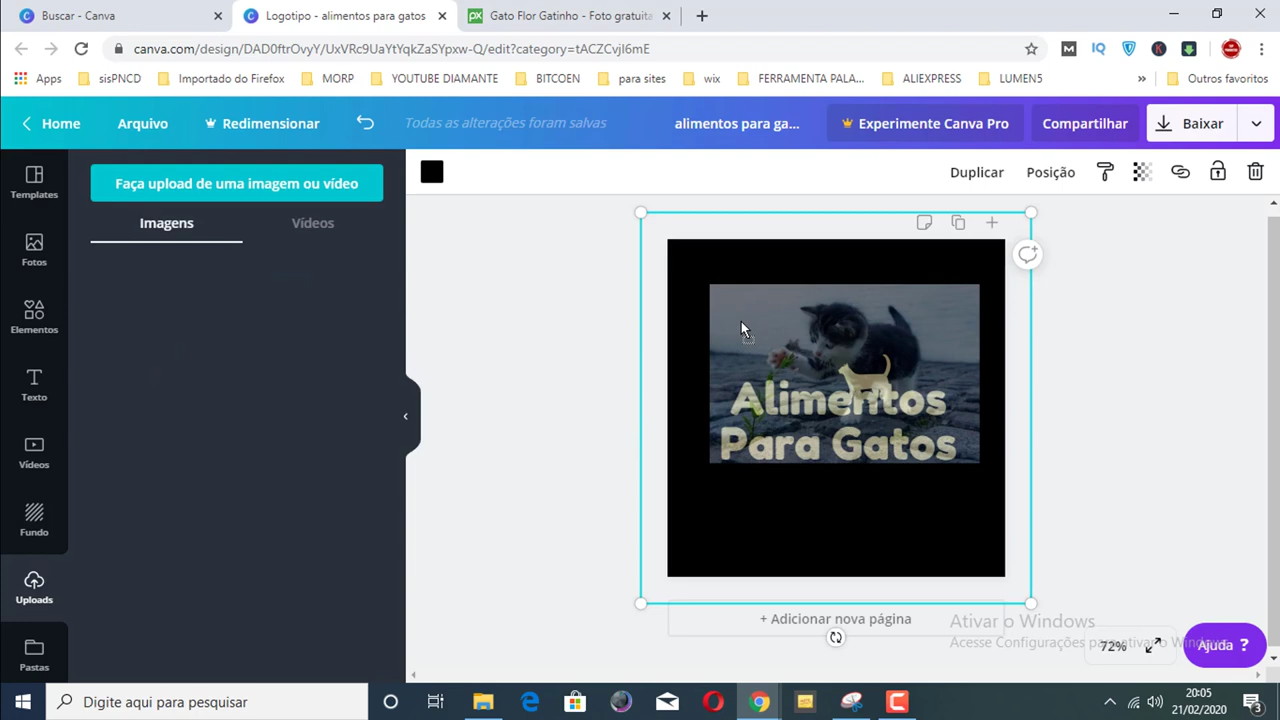 Buscar - Canva
Logotipo - alimentos para gatos
Gato Flor Gatinho - Foto gratuita
canva.com/design/DAD0ftrOvyY/UxVRc9UaYtYqkZaSYpxw-Q/edit?category=tACZCvjI6mE
Apps
sisPNCD
Importado do Firefox
MORP
YOUTUBE DIAMANTE
BITCOEN
para sites
wix
FERRAMENTA PALA...
ALIEXPRESS
LUMEN5
»
Outros favoritos
Home
Arquivo
Redimensionar
Todas as alterações foram salvas
alimentos para ga...
Experimente Canva Pro
Compartilhar
Baixar
Templates
Fotos
Elementos
Texto
Vídeos
Fundo
Uploads
Pastas
Faça upload de uma imagem ou vídeo
Imagens
Vídeos
Duplicar
Posição
Alimentos
Para Gatos
+ Adicionar nova página
Ativar o Windows
Acesse Configurações para ativar o Windows.
72%
Ajuda ?
Digite aqui para pesquisar
20:05
21/02/2020
3